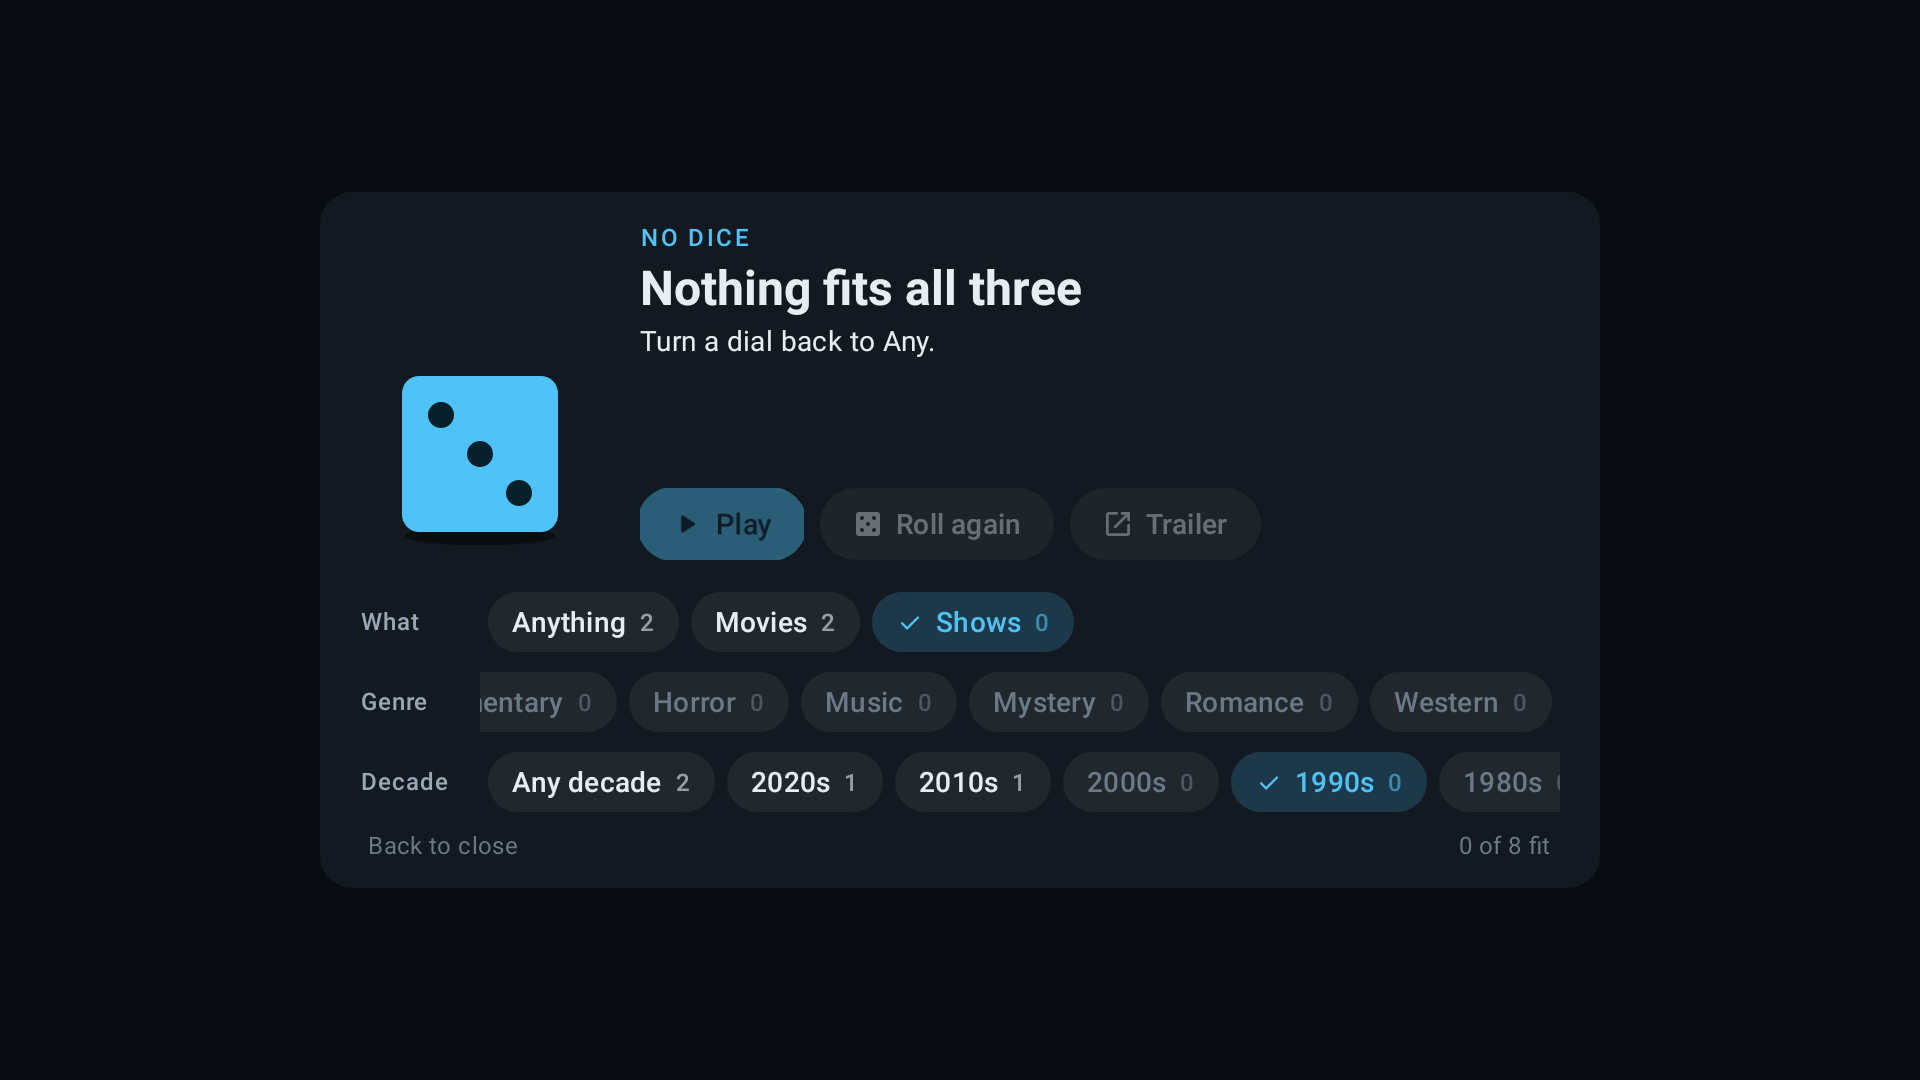 NO DICE
Nothing fits all three
Turn a dial back to Any.
Play
Roll again
Trailer
What
Anything 2
Movies 2
Shows 0
Genre
entary 0
Horror 0
Music 0
Mystery 0
Romance 0
Western 0
Decade
Any decade 2
2020s 1
2010s 1
2000s 0
1990s 0
1980s
Back to close
0 of 8 fit